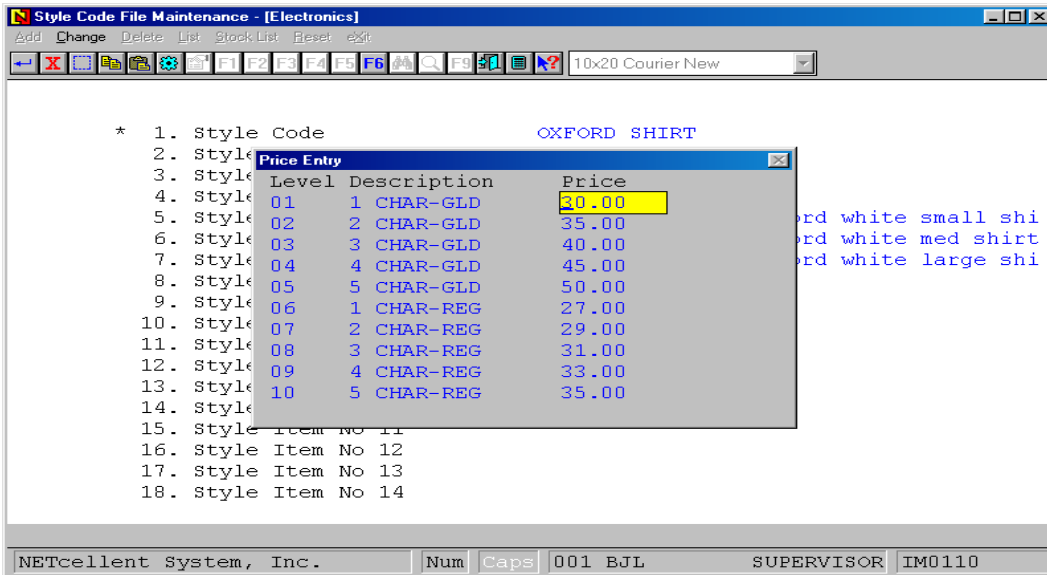 Style Code File Maintenance - [Electronics]
Add Change Delete List Stock List Reset eXit
F1 F2 F3 F4 F5 F6 F9 10x20 Courier New
* 1. Style Code OXFORD SHIRT
2. Style
3. Style
4. Style
5. Style ord white small shi
6. Style ord white med shirt
7. Style ord white large shi
8. Style
9. Style
10. Style
11. Style
12. Style
13. Style
14. Style
15. Style Item No 11
16. Style Item No 12
17. Style Item No 13
18. Style Item No 14
Price Entry
Level Description Price
01 1 CHAR-GLD 30.00
02 2 CHAR-GLD 35.00
03 3 CHAR-GLD 40.00
04 4 CHAR-GLD 45.00
05 5 CHAR-GLD 50.00
06 1 CHAR-REG 27.00
07 2 CHAR-REG 29.00
08 3 CHAR-REG 31.00
09 4 CHAR-REG 33.00
10 5 CHAR-REG 35.00
NETcellent System, Inc. Num Caps 001 BJL SUPERVISOR IM0110